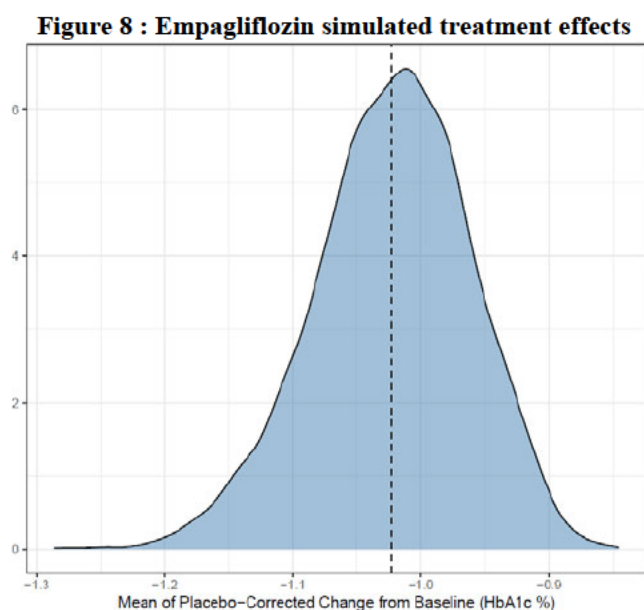 Figure 8 : Empagliflozin simulated treatment effects
6
4
2
0
−1.3 −1.2 −1.1 −1.0 −0.9
Mean of Placebo−Corrected Change from Baseline (HbA1c %)